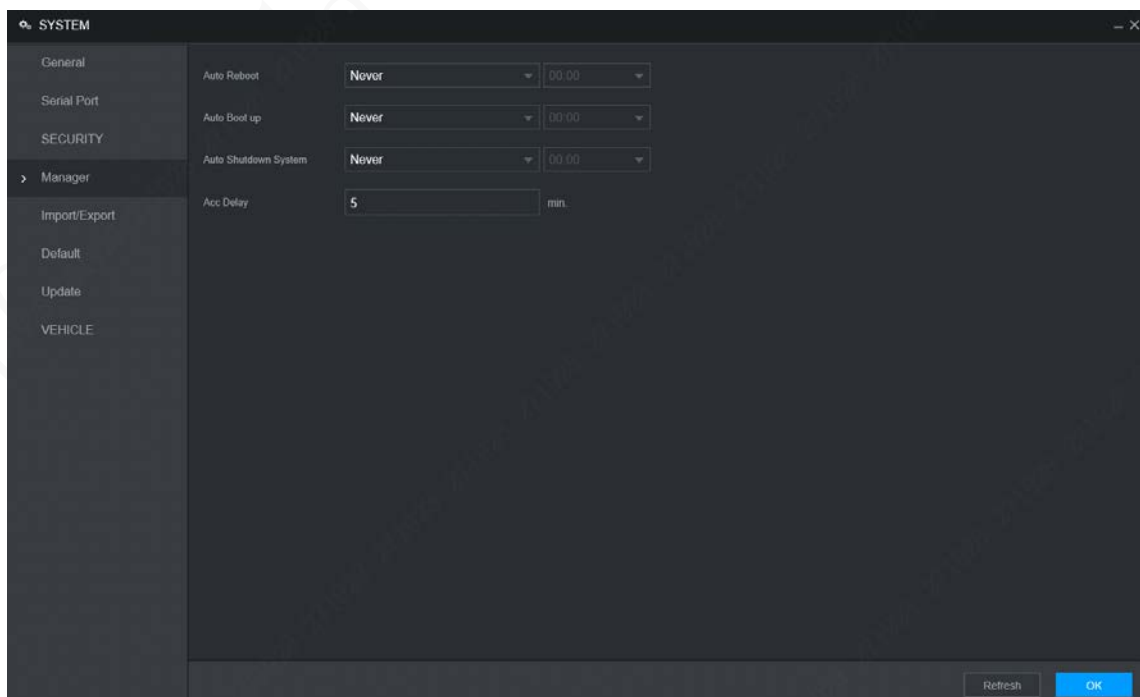 SYSTEM
General
Serial Port
SECURITY
Manager
Import/Export
Default
Update
VEHICLE
Auto Reboot Never 00:00
Auto Boot up Never 00:00
Auto Shutdown System Never 00:00
Acc Delay 5 min.
Refresh OK